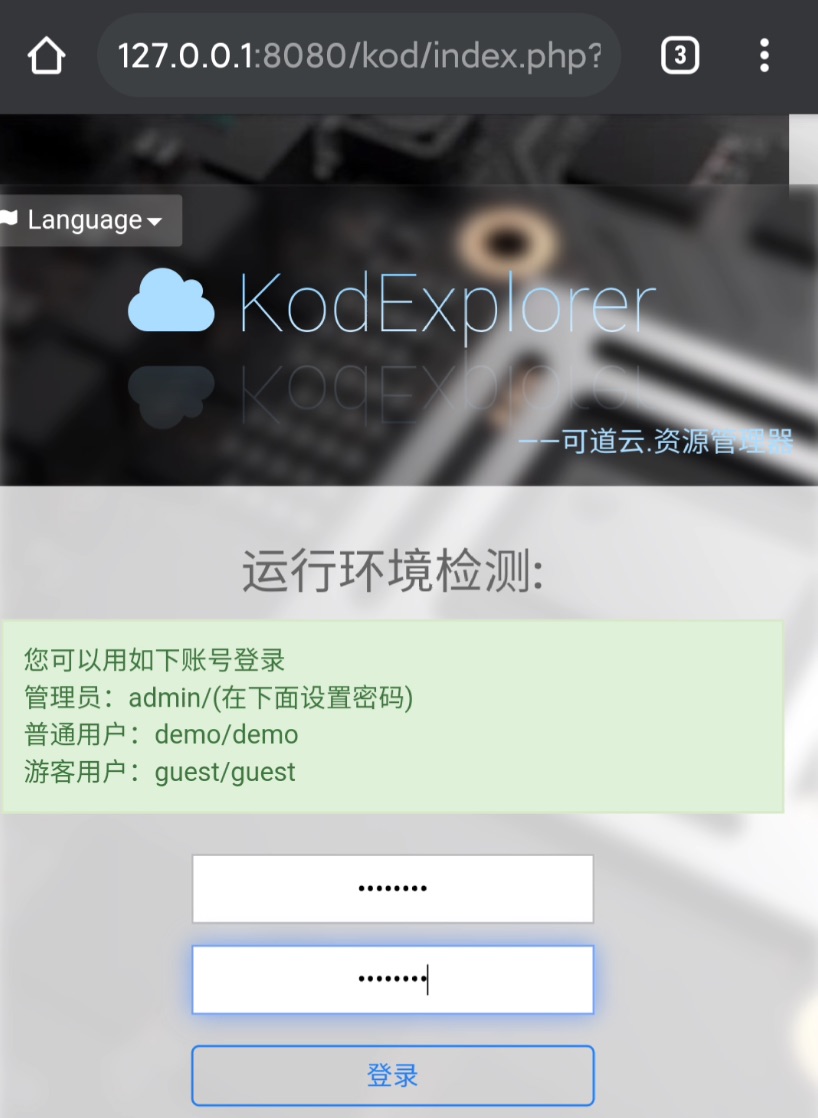 127.0.0.1:8080/kod/index.php?
3
Language
KodExplorer
——可道云.资源管理器
运行环境检测:
您可以用如下账号登录
管理员：admin/(在下面设置密码)
普通用户：demo/demo
游客用户：guest/guest
••••••••
••••••••
登录